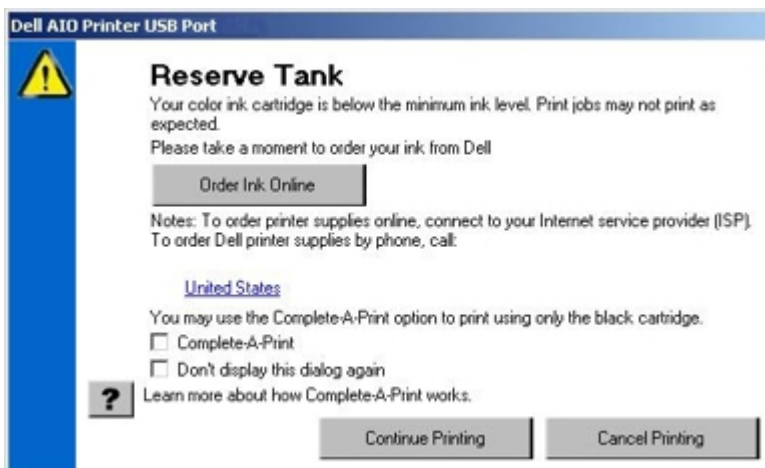 Dell AIO Printer USB Port
Reserve Tank
Your color ink cartridge is below the minimum ink level. Print jobs may not print as
expected.
Please take a moment to order your ink from Dell
Order Ink Online
Notes: To order printer supplies online, connect to your Internet service provider (ISP).
To order Dell printer supplies by phone, call:
United States
You may use the Complete-A-Print option to print using only the black cartridge.
Complete-A-Print
Don't display this dialog again
? Learn more about how Complete-A-Print works.
Continue Printing Cancel Printing